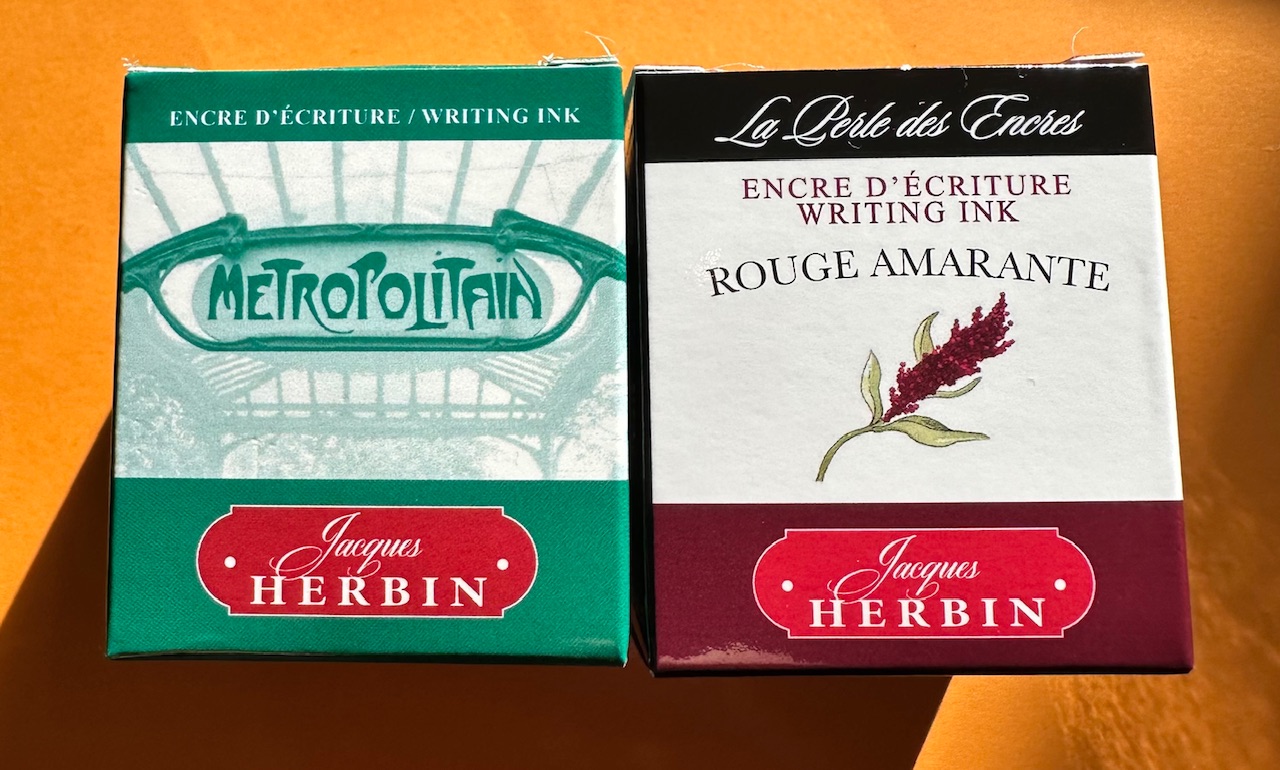 ENCRE D'ÉCRITURE / WRITING INK
METROPOLITAIN
Jacques
HERBIN
La Perle des Encres
ENCRE D'ÉCRITURE
WRITING INK
ROUGE AMARANTE
Jacques
HERBIN